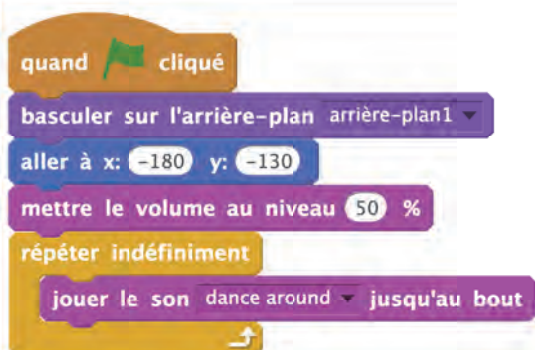 quand cliqué
basculer sur l'arrière-plan arrière-plan1
aller à x: -180 y: -130
mettre le volume au niveau 50 %
répéter indéfiniment
jouer le son dance around jusqu'au bout